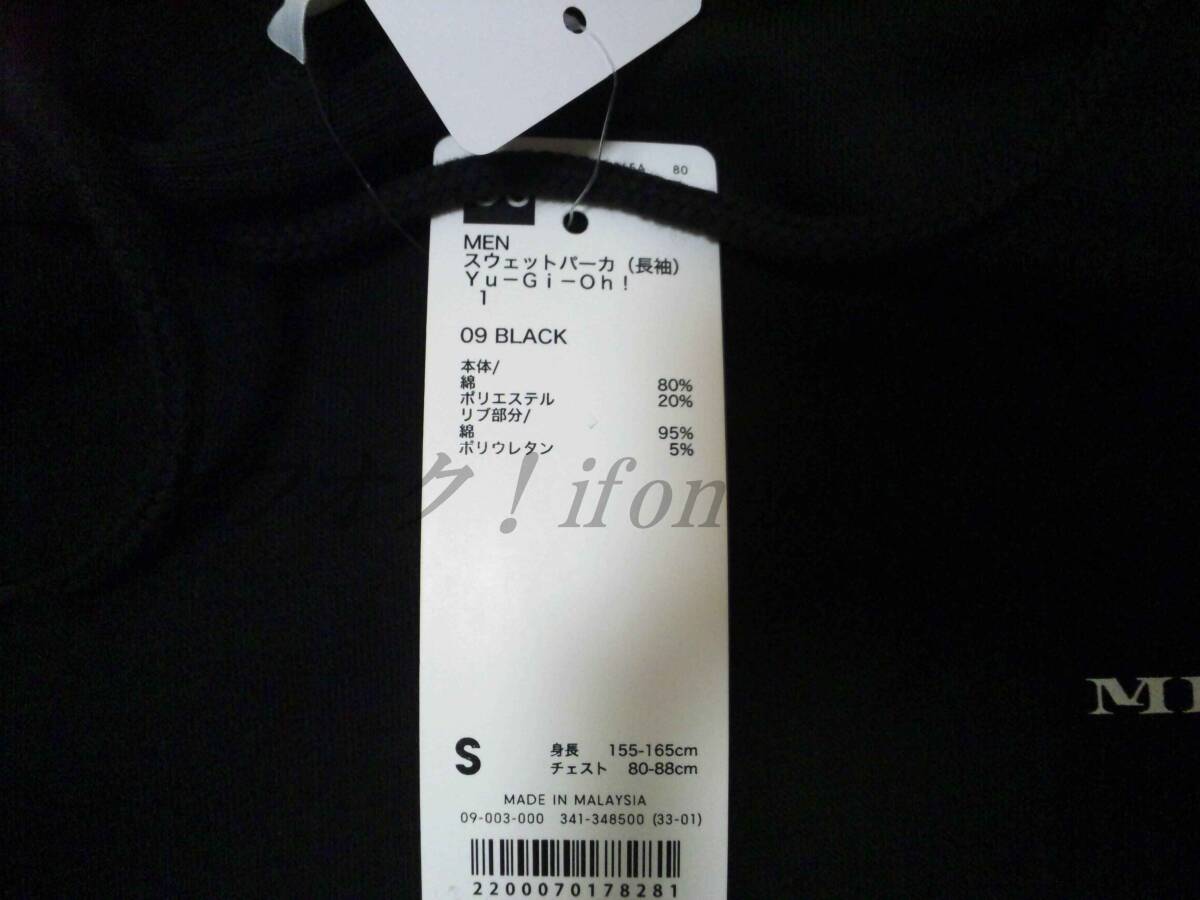 80
MEN
スウェットパーカ（長袖）
Yu－Gi－Oh！
1
09 BLACK
本体/
綿 80%
ポリエステル 20%
リブ部分/
綿 95%
ポリウレタン 5%
オク！ifon
S
身長 155-165cm
チェスト 80-88cm
MADE IN MALAYSIA
09-003-000 341-348500 (33-01)
2200070178281